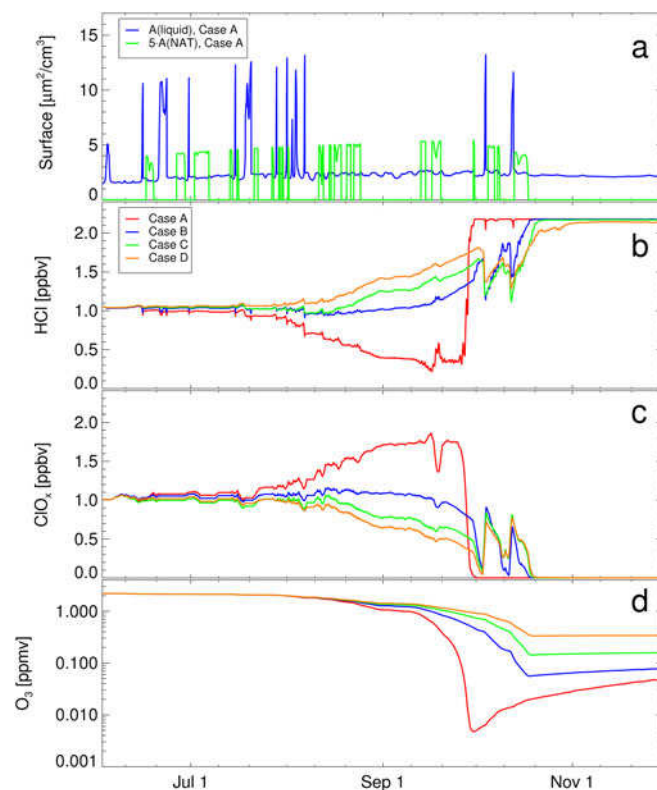 A(liquid), Case A
5·A(NAT), Case A
a
15
10
5
0
Surface [μm²/cm³]
Case A
Case B
Case C
Case D
b
2.0
1.5
1.0
0.5
0.0
HCl [ppbv]
c
2.0
1.5
1.0
0.5
0.0
ClOₓ [ppbv]
d
1.000
0.100
0.010
0.001
O₃ [ppmv]
Jul 1 Sep 1 Nov 1